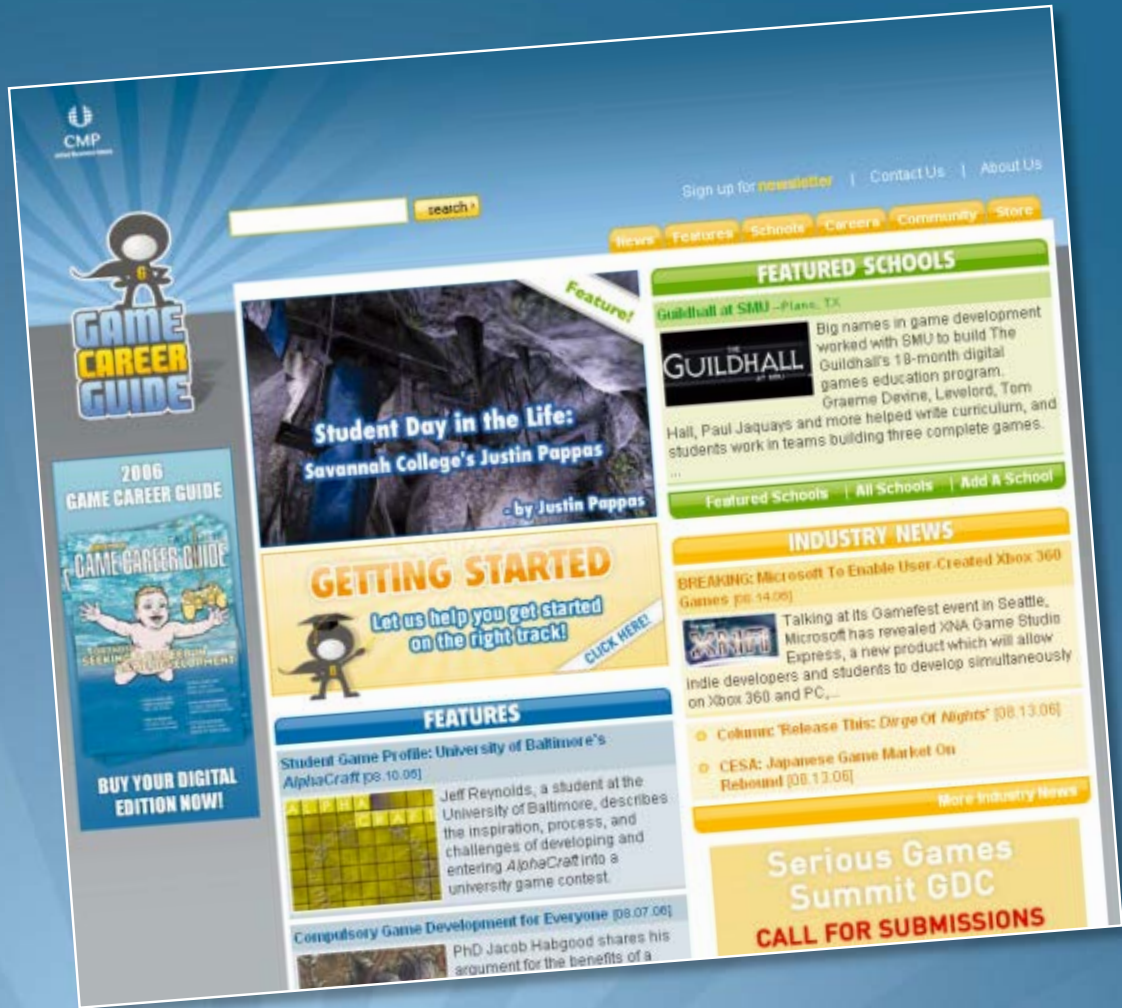 CMP
United Business Media
search
Sign up for newsletter | Contact Us | About Us
News Features Schools Careers Community Store
GAME
CAREER
GUIDE
2006
GAME CAREER GUIDE
GAME CAREER GUIDE
BUY YOUR DIGITAL
EDITION NOW!
Feature!
Student Day in the Life:
Savannah College's Justin Pappas
- by Justin Pappas
GETTING STARTED
Let us help you get started
on the right track!
CLICK HERE!
FEATURES
Student Game Profile: University of Baltimore's
AlphaCraft [08.10.06]
ALPHA
CRAFT
Jeff Reynolds, a student at the
University of Baltimore, describes
the inspiration, process, and
challenges of developing and
entering AlphaCraft into a
university game contest.
Compulsory Game Development for Everyone [08.07.06]
PhD Jacob Habgood shares his
argument for the benefits of a
FEATURED SCHOOLS
Guildhall at SMU –Plano, TX
THE
GUILDHALL
AT SMU
Big names in game development
worked with SMU to build The
Guildhall's 18-month digital
games education program.
Graeme Devine, Levelord, Tom
Hall, Paul Jaquays and more helped write curriculum, and
students work in teams building three complete games.
...
Featured Schools | All Schools | Add A School
INDUSTRY NEWS
BREAKING: Microsoft To Enable User-Created Xbox 360
Games [08.14.06]
XNA
Talking at its Gamefest event in Seattle,
Microsoft has revealed XNA Game Studio
Express, a new product which will allow
indie developers and students to develop simultaneously
on Xbox 360 and PC,...
Column: 'Release This: Dirge Of Nights' [08.13.06]
CESA: Japanese Game Market On
Rebound [08.13.06]
More Industry News
Serious Games
Summit GDC
CALL FOR SUBMISSIONS